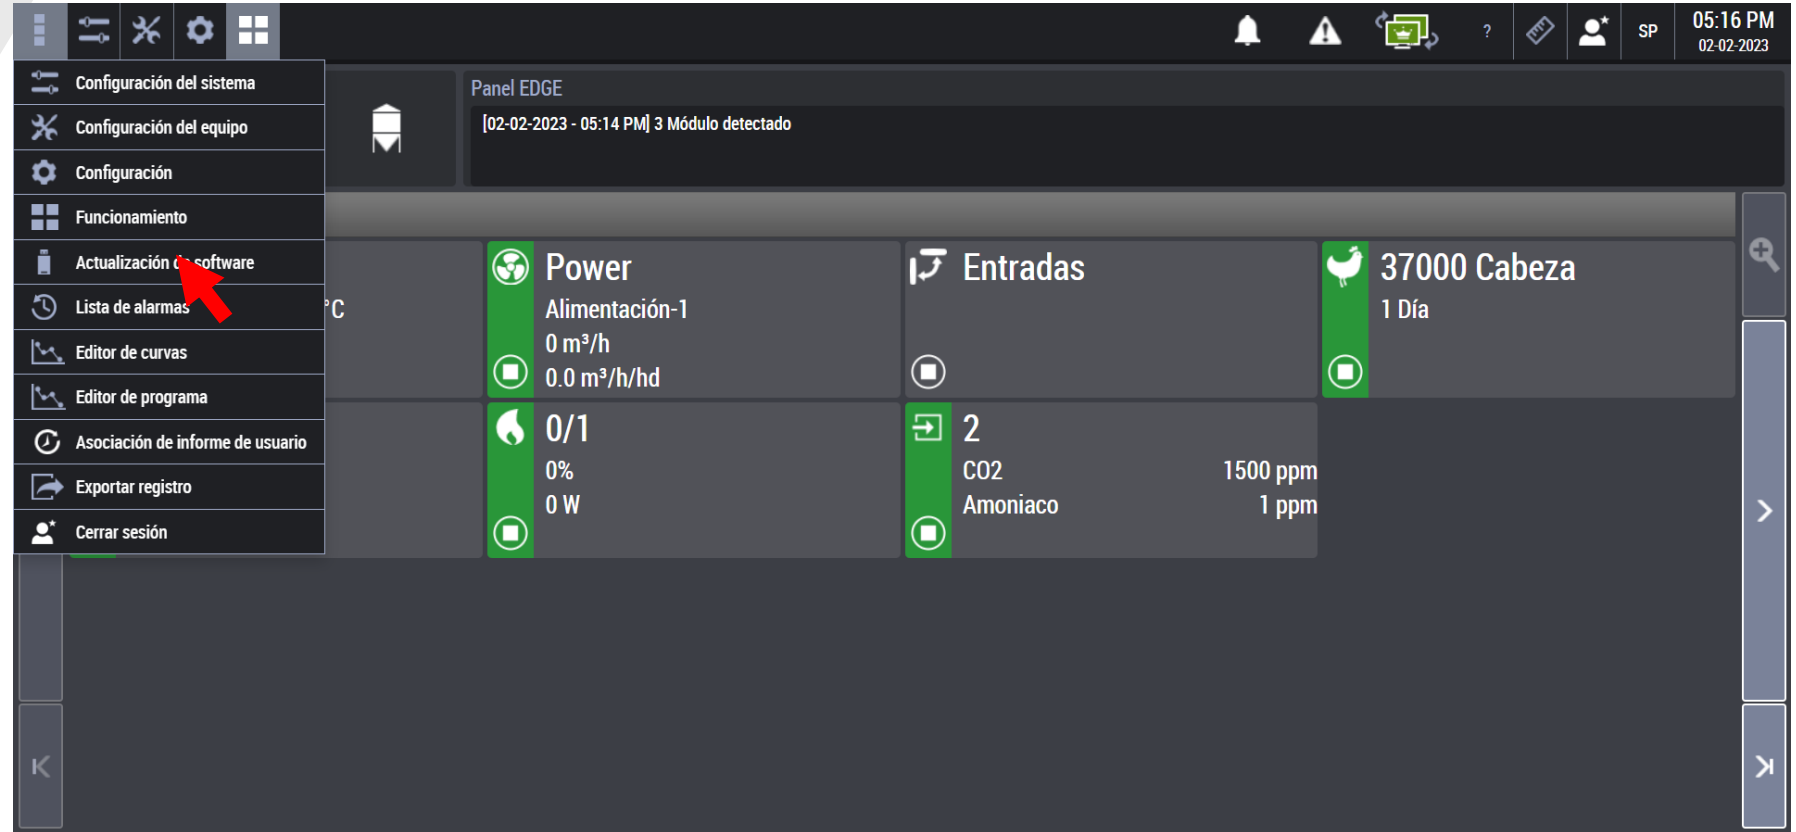 ?
SP
05:16 PM
02-02-2023
Configuración del sistema
Configuración del equipo
Configuración
Funcionamiento
Actualización de software
Lista de alarmas
Editor de curvas
Editor de programa
Asociación de informe de usuario
Exportar registro
Cerrar sesión
Panel EDGE
[02-02-2023 - 05:14 PM] 3 Módulo detectado
°C
Power
Alimentación-1
0 m³/h
0.0 m³/h/hd
Entradas
37000 Cabeza
1 Día
0/1
0%
0 W
2
CO2 1500 ppm
Amoniaco 1 ppm